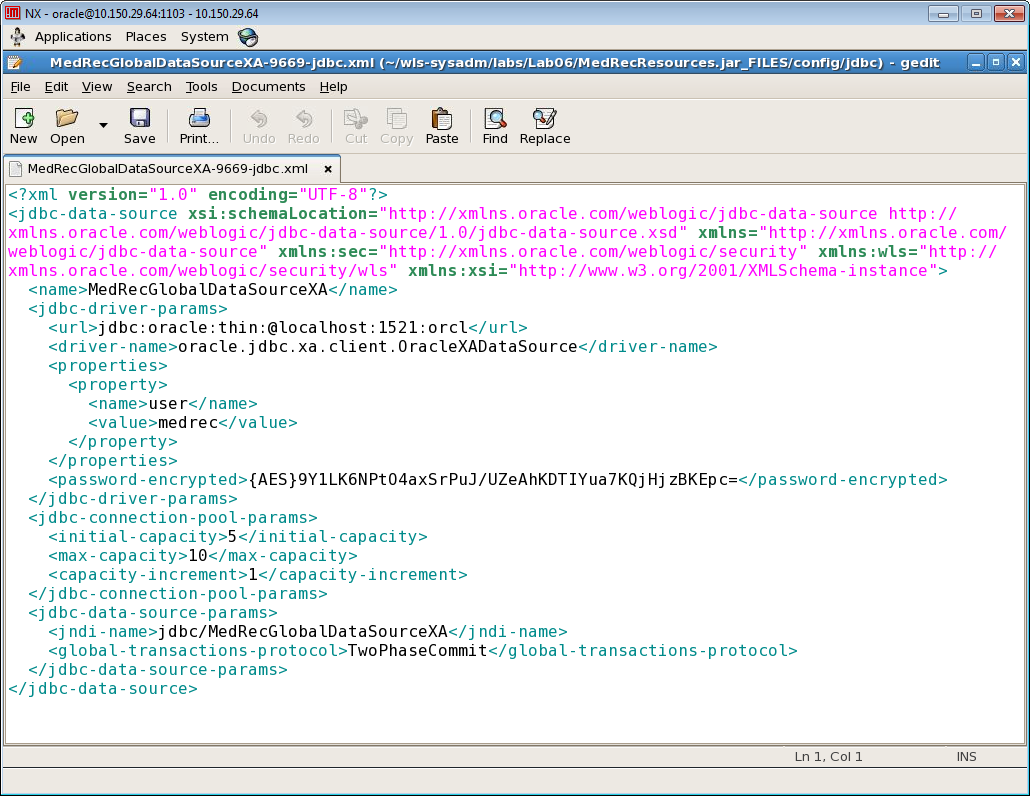 NX - oracle@10.150.29.64:1103 - 10.150.29.64
Applications Places System
MedRecGlobalDataSourceXA-9669-jdbc.xml (~/wls-sysadm/labs/Lab06/MedRecResources.jar_FILES/config/jdbc) - gedit
File Edit View Search Tools Documents Help
New Open Save Print... Undo Redo Cut Copy Paste Find Replace
MedRecGlobalDataSourceXA-9669-jdbc.xml
<?xml version="1.0" encoding="UTF-8"?>
<jdbc-data-source xsi:schemaLocation="http://xmlns.oracle.com/weblogic/jdbc-data-source http://
xmlns.oracle.com/weblogic/jdbc-data-source/1.0/jdbc-data-source.xsd" xmlns="http://xmlns.oracle.com/
weblogic/jdbc-data-source" xmlns:sec="http://xmlns.oracle.com/weblogic/security" xmlns:wls="http://
xmlns.oracle.com/weblogic/security/wls" xmlns:xsi="http://www.w3.org/2001/XMLSchema-instance">
  <name>MedRecGlobalDataSourceXA</name>
  <jdbc-driver-params>
    <url>jdbc:oracle:thin:@localhost:1521:orcl</url>
    <driver-name>oracle.jdbc.xa.client.OracleXADataSource</driver-name>
    <properties>
      <property>
        <name>user</name>
        <value>medrec</value>
      </property>
    </properties>
    <password-encrypted>{AES}9Y1LK6NPtO4axSrPuJ/UZeAhKDTIYua7KQjHjzBKEpc=</password-encrypted>
  </jdbc-driver-params>
  <jdbc-connection-pool-params>
    <initial-capacity>5</initial-capacity>
    <max-capacity>10</max-capacity>
    <capacity-increment>1</capacity-increment>
  </jdbc-connection-pool-params>
  <jdbc-data-source-params>
    <jndi-name>jdbc/MedRecGlobalDataSourceXA</jndi-name>
    <global-transactions-protocol>TwoPhaseCommit</global-transactions-protocol>
  </jdbc-data-source-params>
</jdbc-data-source>
Ln 1, Col 1 INS